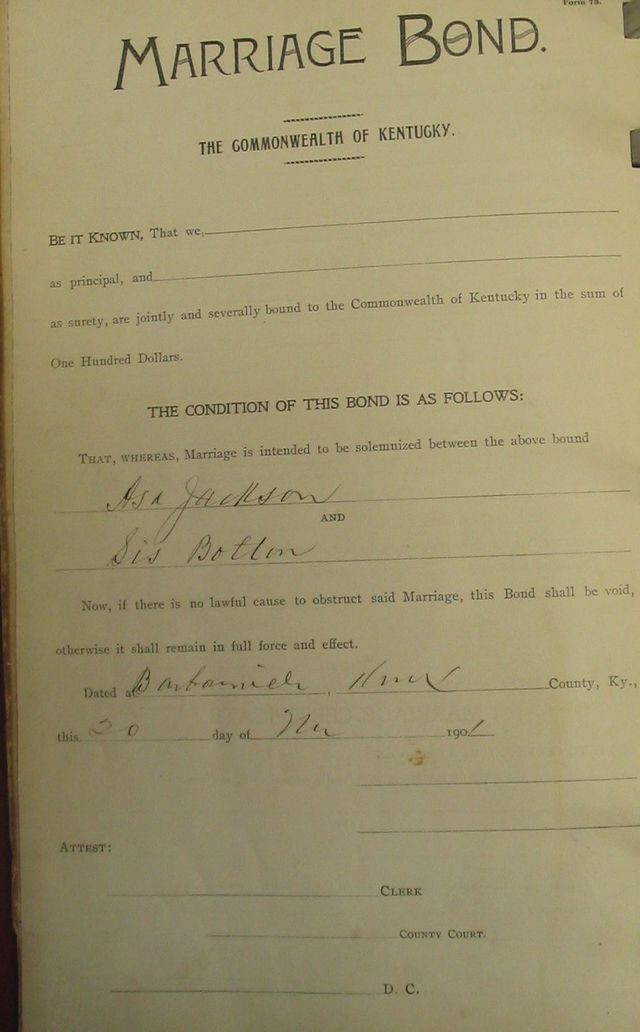 Form 73.
MARRIAGE BOND.
THE COMMONWEALTH OF KENTUCKY.
BE IT KNOWN, That we,
as principal, and
as surety, are jointly and severally bound to the Commonwealth of Kentucky in the sum of
One Hundred Dollars.
THE CONDITION OF THIS BOND IS AS FOLLOWS:
THAT, WHEREAS, Marriage is intended to be solemnized between the above bound
Asa Jackson
AND
Sis
Now, if there is no lawful cause to obstruct said Marriage, this Bond shall be void,
otherwise it shall remain in full force and effect.
Dated at Barbourville, Knox County, Ky.,
this 20 day of 1901
ATTEST:
CLERK
COUNTY COURT.
D. C.